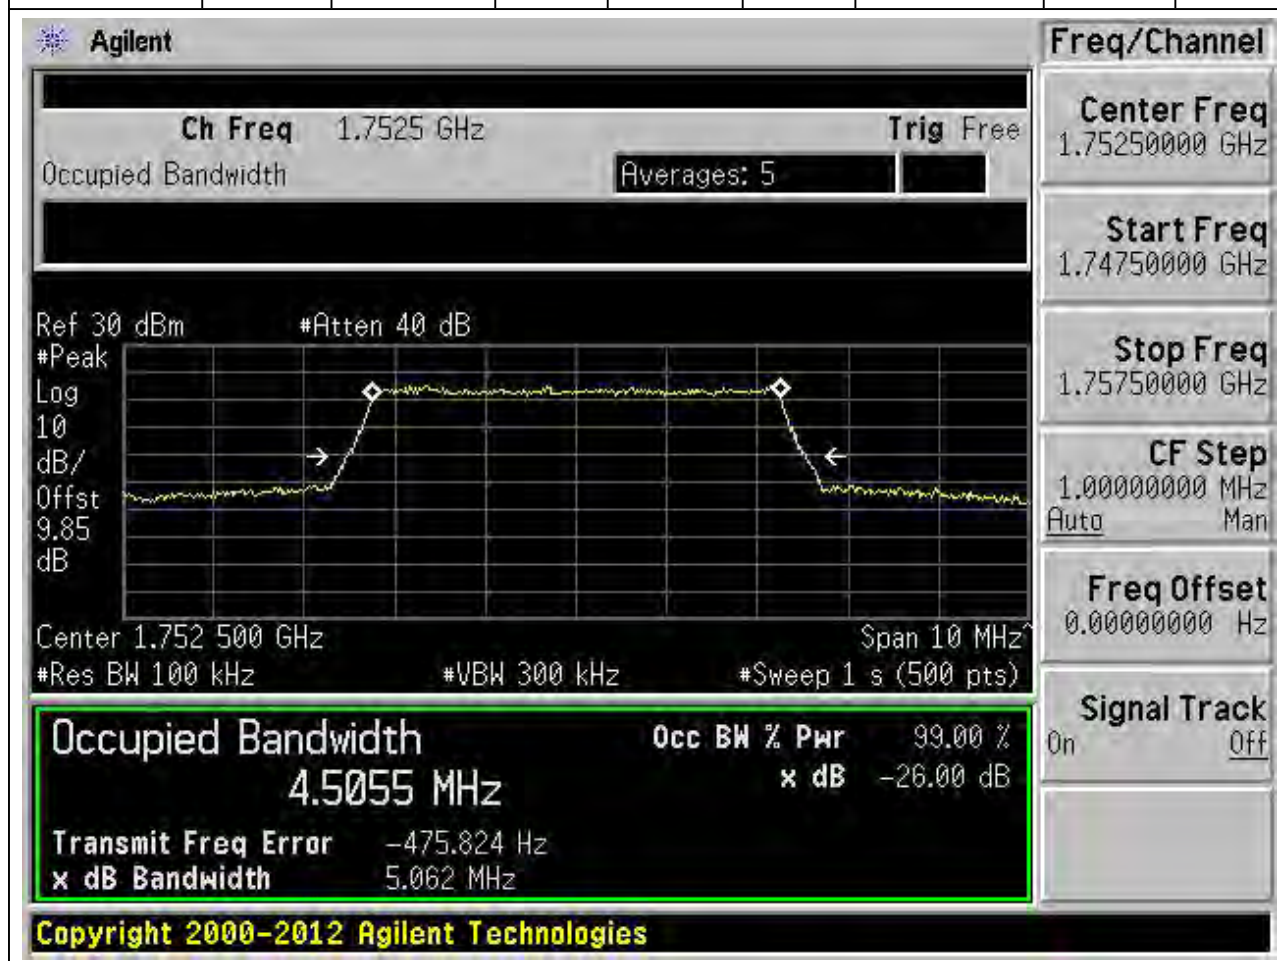 Agilent
Freq/Channel
Ch Freq 1.7525 GHz
Trig Free
Occupied Bandwidth
Averages: 5
Center Freq
1.75250000 GHz
Start Freq
1.74750000 GHz
Stop Freq
1.75750000 GHz
CF Step
1.00000000 MHz
Auto Man
Freq Offset
0.00000000 Hz
Signal Track
On Off
Ref 30 dBm #Atten 40 dB
#Peak
Log
10
dB/
Offst
9.85
dB
Center 1.752 500 GHz Span 10 MHz^
#Res BW 100 kHz #VBW 300 kHz #Sweep 1 s (500 pts)
Occupied Bandwidth
4.5055 MHz
Occ BW % Pwr 99.00 %
x dB -26.00 dB
Transmit Freq Error -475.824 Hz
x dB Bandwidth 5.062 MHz
Copyright 2000-2012 Agilent Technologies